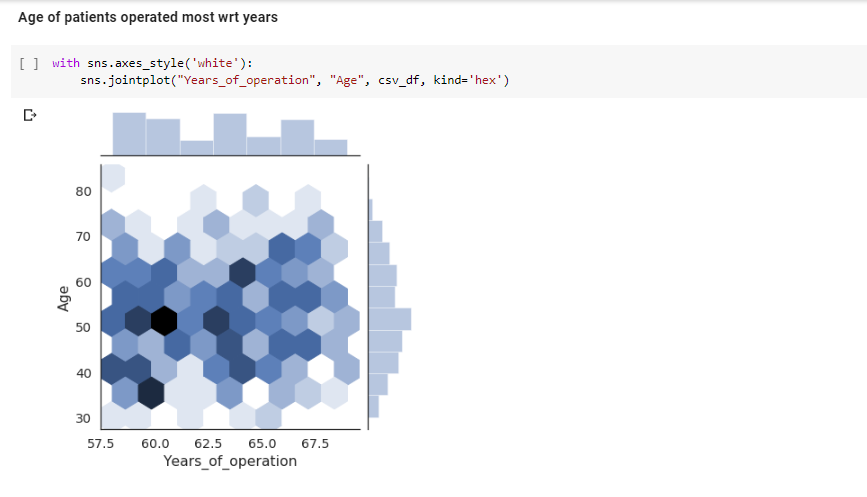 Age of patients operated most wrt years
[ ] with sns.axes_style('white'):
sns.jointplot("Years_of_operation", "Age", csv_df, kind='hex')
80
70
60
50
40
30
Age
57.5 60.0 62.5 65.0 67.5
Years_of_operation